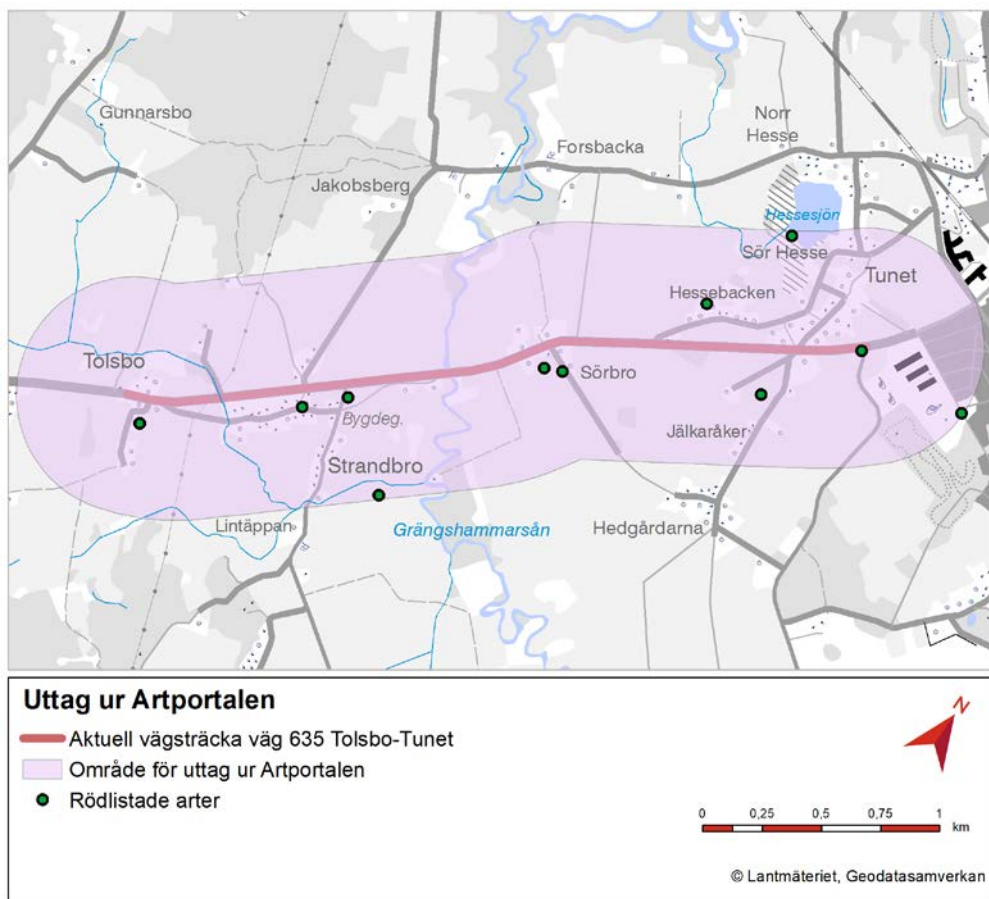 Gunnarsbo
Norr
Hesse
Forsbacka
Jakobsberg
Hessesjön
Sör Hesse
Tunet
Hessebacken
Tolsbo
Sörbro
Bygdeg.
Jälkaråker
Strandbro
Lintäppan
Grängshammarsån
Hedgårdarna
Uttag ur Artportalen
Aktuell vägsträcka väg 635 Tolsbo-Tunet
Område för uttag ur Artportalen
Rödlistade arter
N
0 0,25 0,5 0,75 1
km
© Lantmäteriet, Geodatasamverkan